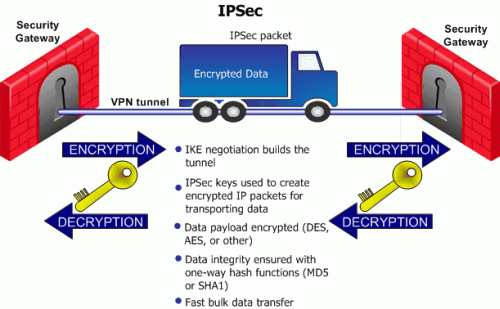 IPSec
Security
Gateway
IPSec packet
Security
Gateway
Encrypted Data
VPN tunnel
ENCRYPTION
DECRYPTION
• IKE negotiation builds the
tunnel
• IPSec keys used to create
encrypted IP packets for
transporting data
• Data payload encrypted (DES,
AES, or other)
• Data integrity ensured with
one-way hash functions (MD5
or SHA1)
• Fast bulk data transfer
ENCRYPTION
DECRYPTION